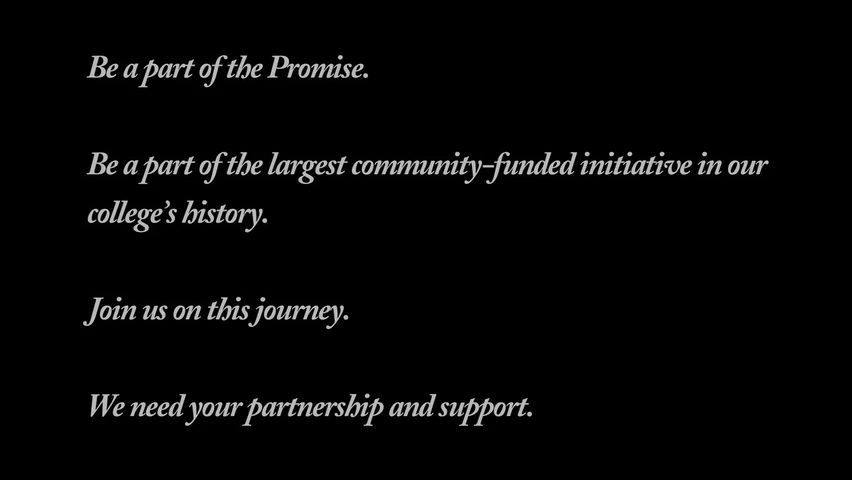 Be a part of the Promise.
Be a part of the largest community-funded initiative in our
college’s history.
Join us on this journey.
We need your partnership and support.